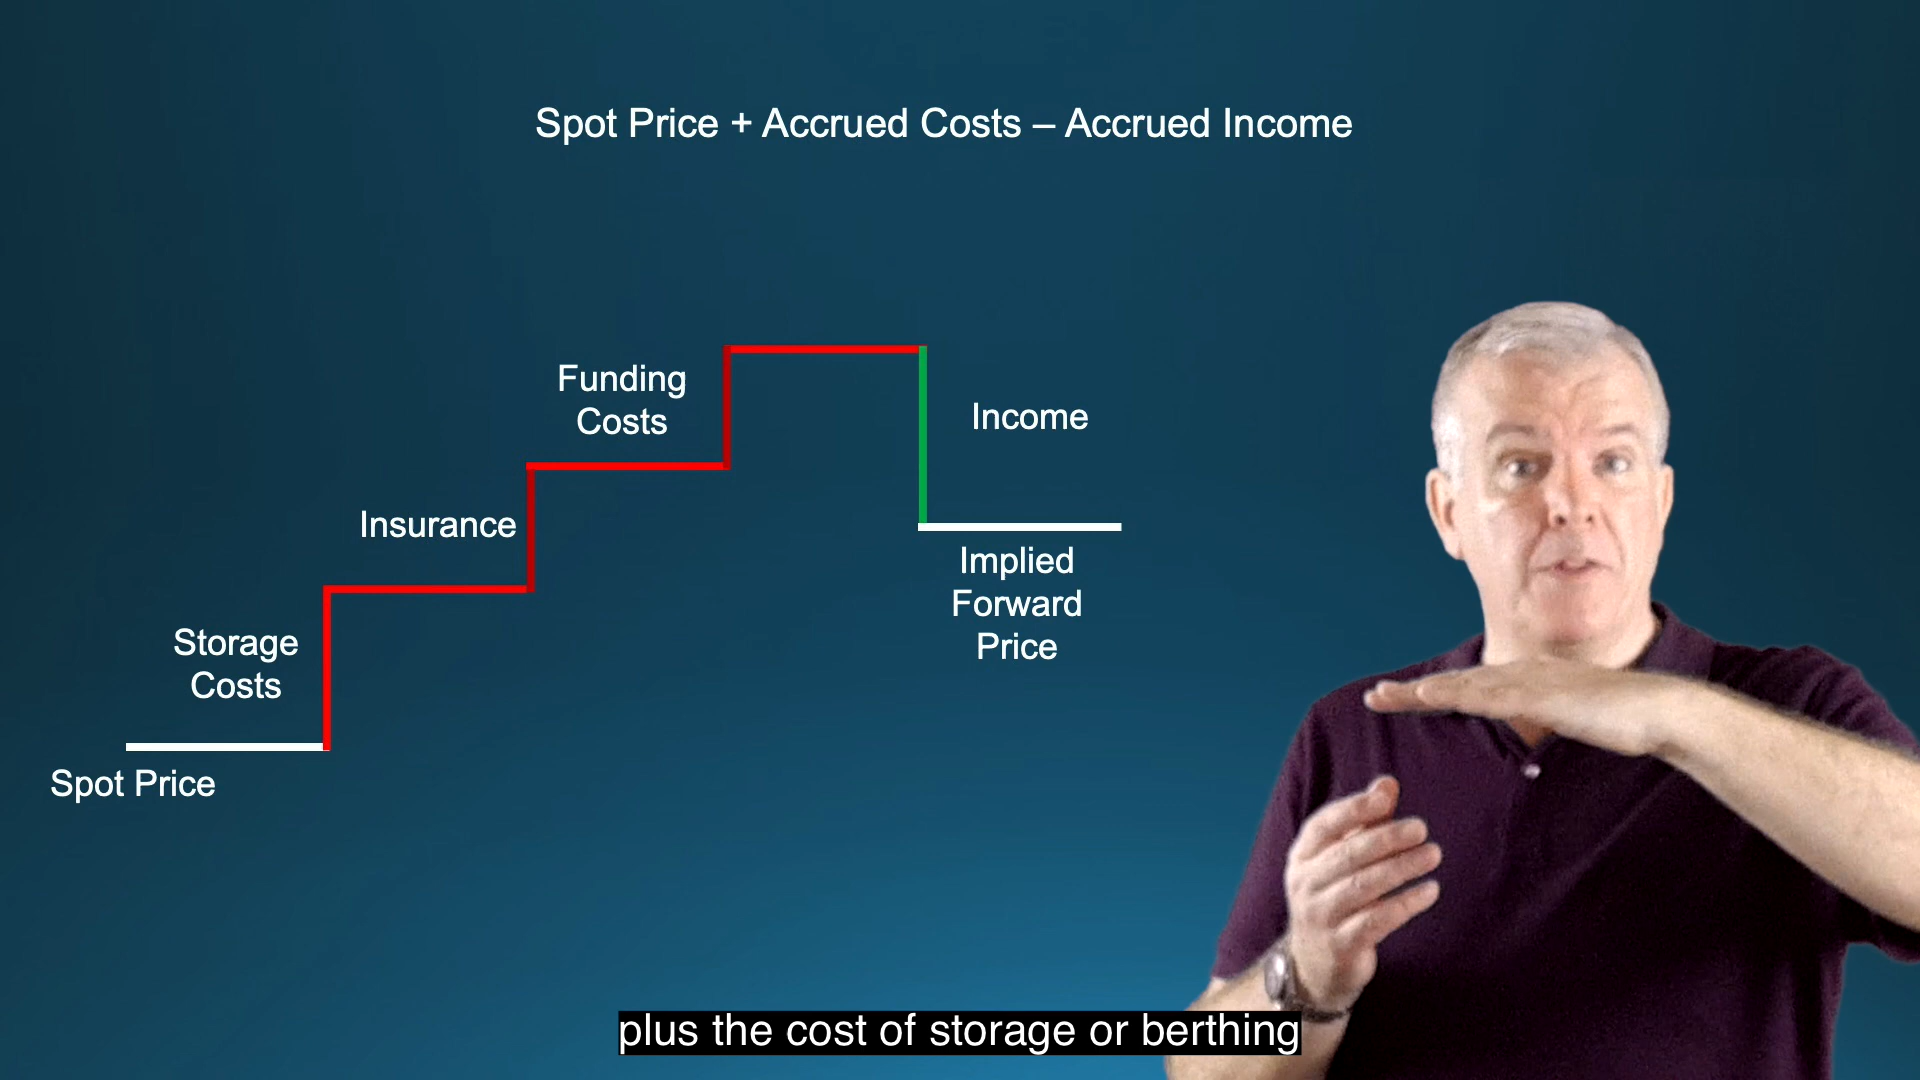 Spot Price + Accrued Costs – Accrued Income
Funding
Costs
Income
Insurance
Implied
Forward
Price
Storage
Costs
Spot Price
plus the cost of storage or berthing